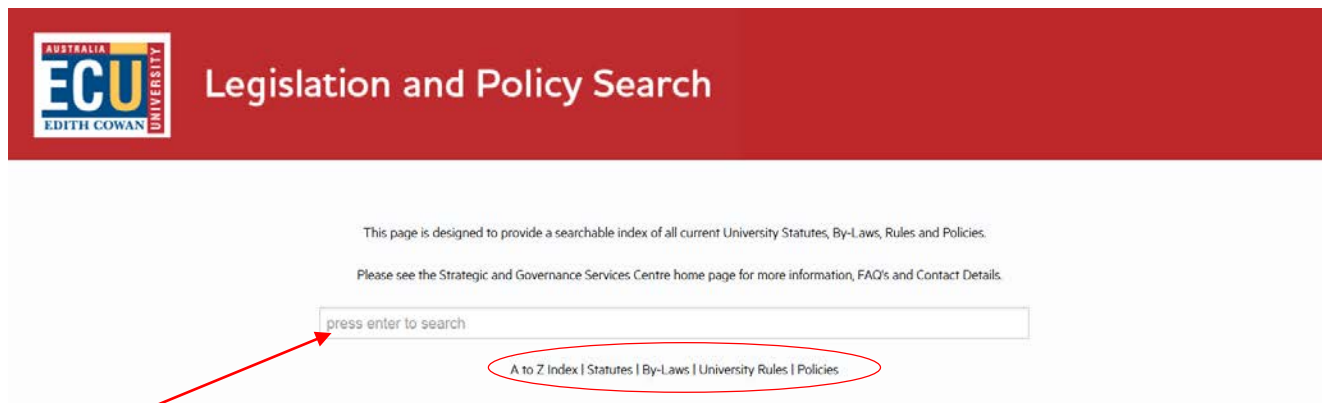 AUSTRALIA
ECU
EDITH COWAN
UNIVERSITY
Legislation and Policy Search
This page is designed to provide a searchable index of all current University Statutes, By-Laws, Rules and Policies.
Please see the Strategic and Governance Services Centre home page for more information, FAQ's and Contact Details.
press enter to search
A to Z Index | Statutes | By-Laws | University Rules | Policies